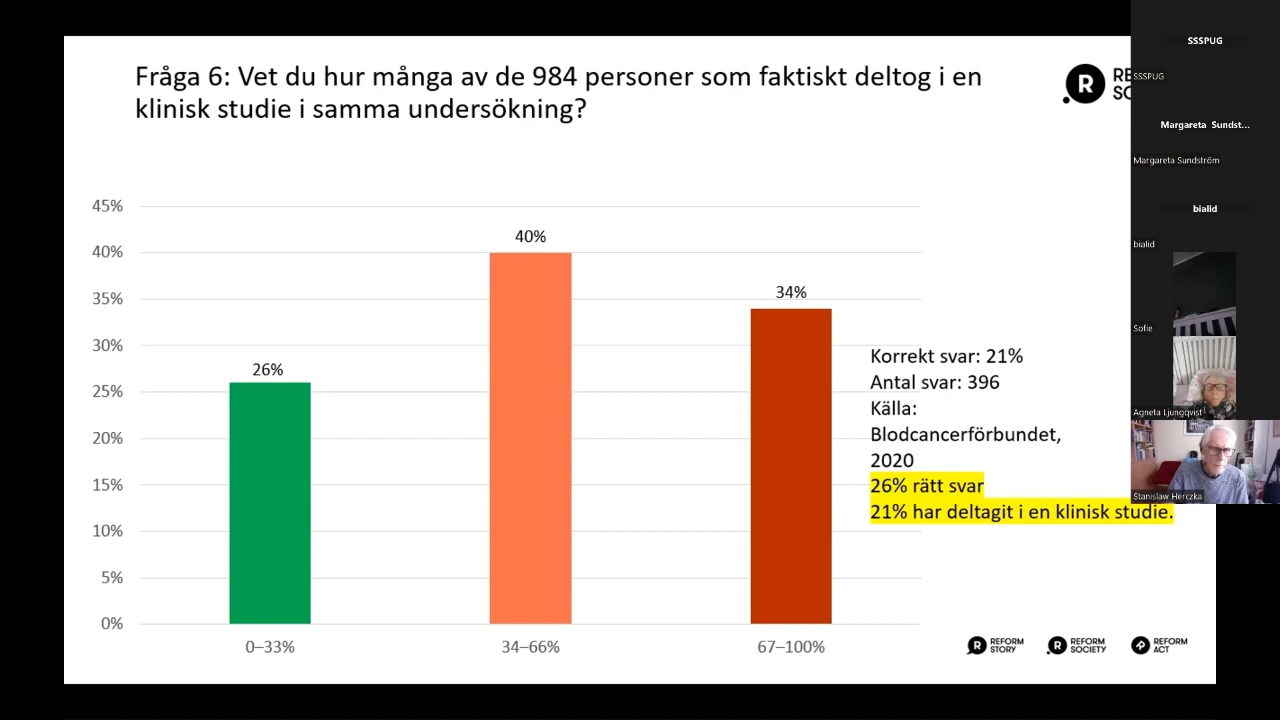 Fråga 6: Vet du hur många av de 984 personer som faktiskt deltog i en
klinisk studie i samma undersökning?
R
RE
SO
45%
40%
35%
30%
25%
20%
15%
10%
5%
0%
26%
40%
34%
0–33%
34–66%
67–100%
Korrekt svar: 21%
Antal svar: 396
Källa:
Blodcancerförbundet,
2020
26% rätt svar
21% har deltagit i en klinisk studie.
R REFORM
STORY
R REFORM
SOCIETY
REFORM
ACT
SSSPUG
SSSPUG
Margareta Sundst...
Margareta Sundström
bialid
bialid
Sofie
Agneta Ljungqvist
Stanislaw Herczka